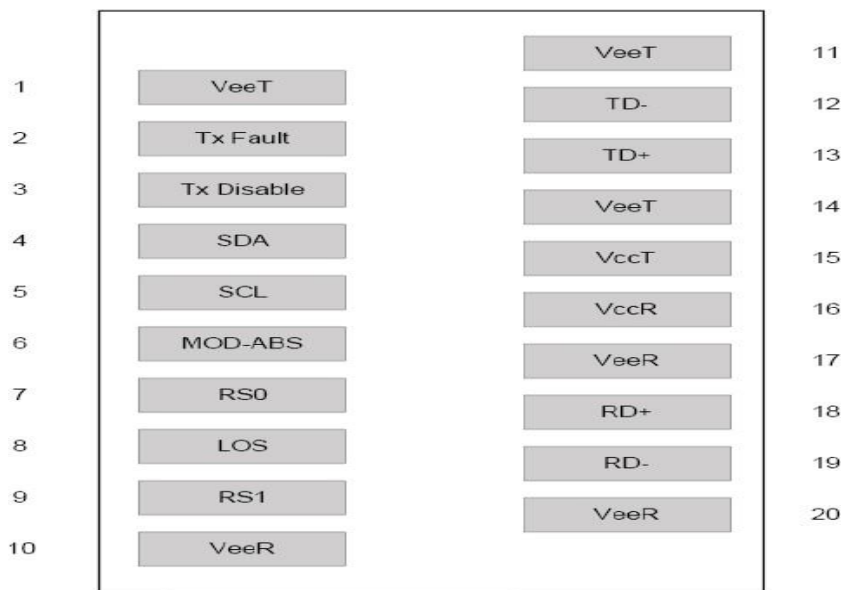 1 VeeT
2 Tx Fault
3 Tx Disable
4 SDA
5 SCL
6 MOD-ABS
7 RS0
8 LOS
9 RS1
10 VeeR
VeeT 11
TD- 12
TD+ 13
VeeT 14
VccT 15
VccR 16
VeeR 17
RD+ 18
RD- 19
VeeR 20